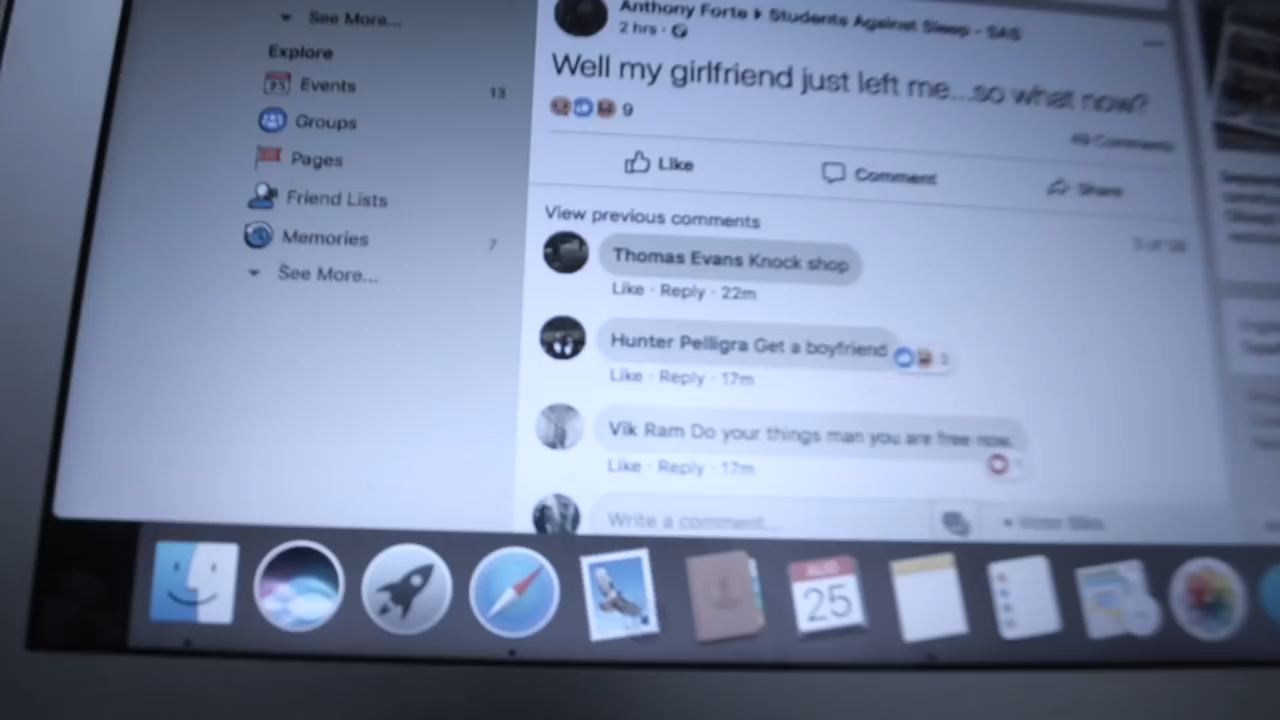 See More...
Explore
Events 13
Groups
Pages
Friend Lists
Memories 7
See More...
Anthony Forte Students Against Sleep - SAS
2 hrs ·
Well my girlfriend just left me...so what now?
9
49 Comments
Like Comment Share
View previous comments
Thomas Evans Knock shop
Like · Reply · 22m
Hunter Pelligra Get a boyfriend
Like · Reply · 17m
Vik Ram Do your things man you are free now.
Like · Reply · 17m
Write a comment...
AUG
25